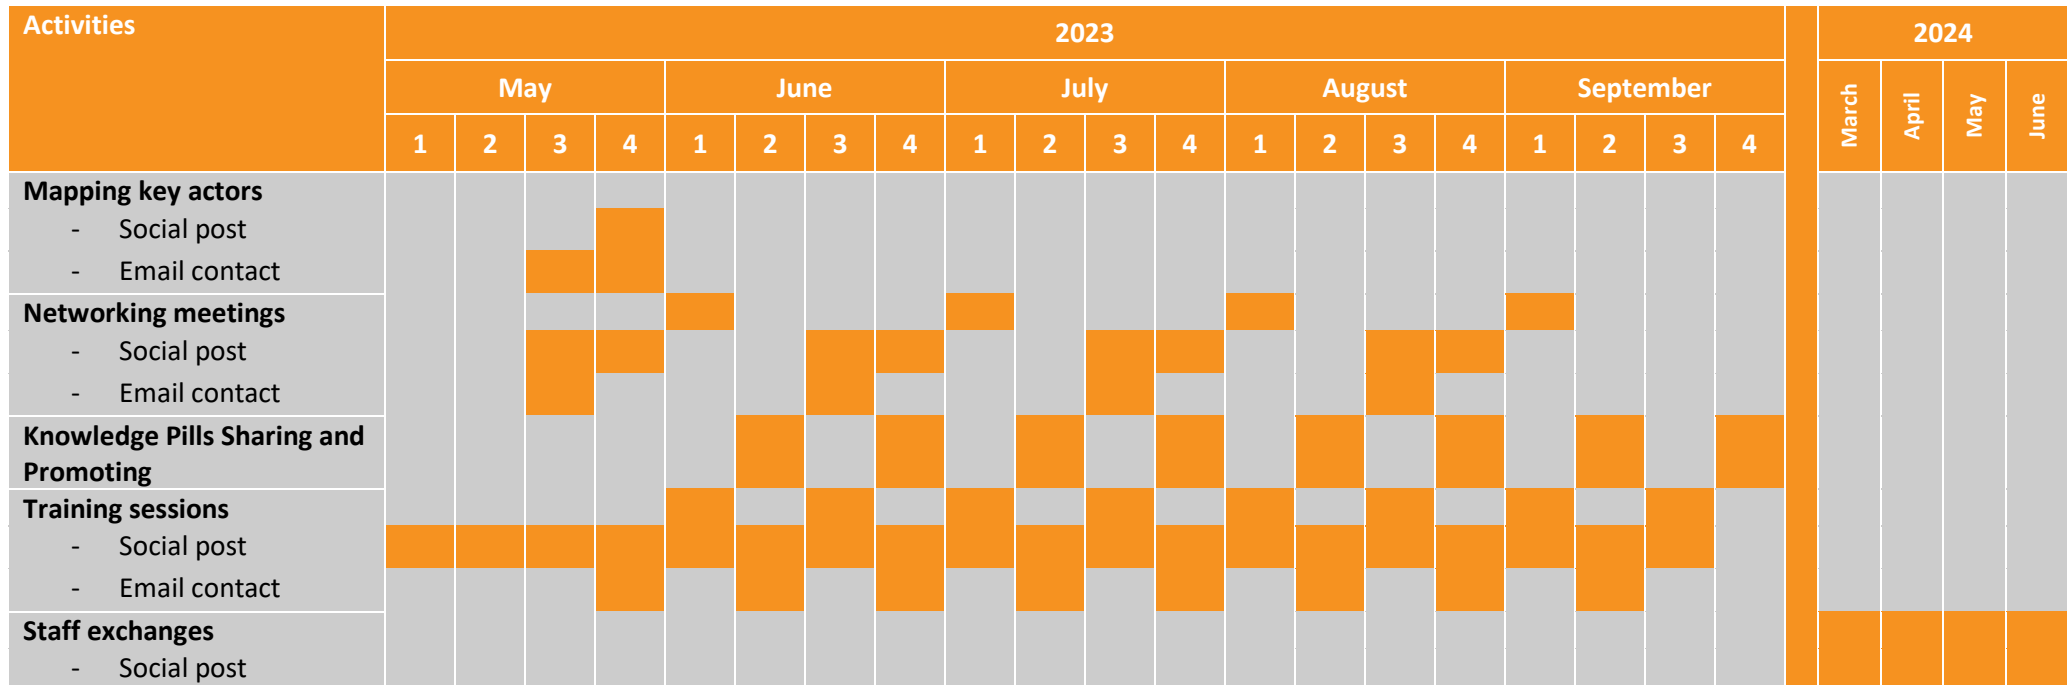 Activities 2023 2024
May June July August September March April May June
1 2 3 4 1 2 3 4 1 2 3 4 1 2 3 4 1 2 3 4
Mapping key actors
- Social post
- Email contact
Networking meetings
- Social post
- Email contact
Knowledge Pills Sharing and
Promoting
Training sessions
- Social post
- Email contact
Staff exchanges
- Social post